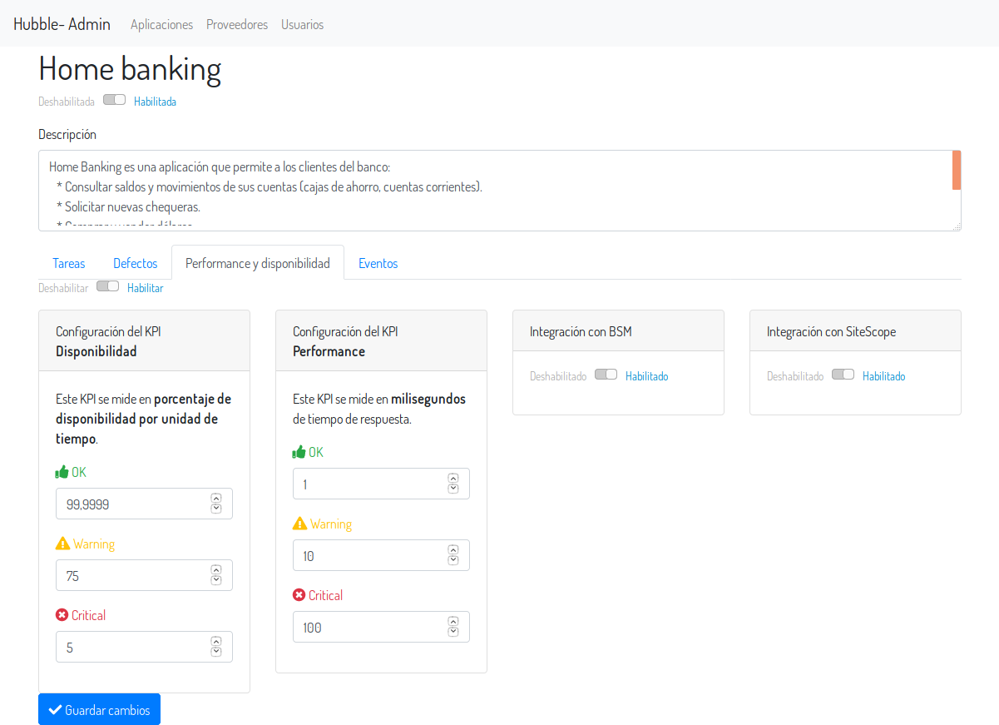 Hubble- Admin Aplicaciones Proveedores Usuarios
Home banking
Deshabilitada Habilitada
Descripción
Home Banking es una aplicación que permite a los clientes del banco:
* Consultar saldos y movimientos de sus cuentas (cajas de ahorro, cuentas corrientes).
* Solicitar nuevas chequeras.
* Comprar y vender dólares.
Tareas Defectos Performance y disponibilidad Eventos
Deshabilitar Habilitar
Configuración del KPI
Disponibilidad
Este KPI se mide en porcentaje de
disponibilidad por unidad de
tiempo.
OK
99,9999
Warning
75
Critical
5
Configuración del KPI
Performance
Este KPI se mide en milisegundos
de tiempo de respuesta.
OK
1
Warning
10
Critical
100
Integración con BSM
Deshabilitado Habilitado
Integración con SiteScope
Deshabilitado Habilitado
Guardar cambios